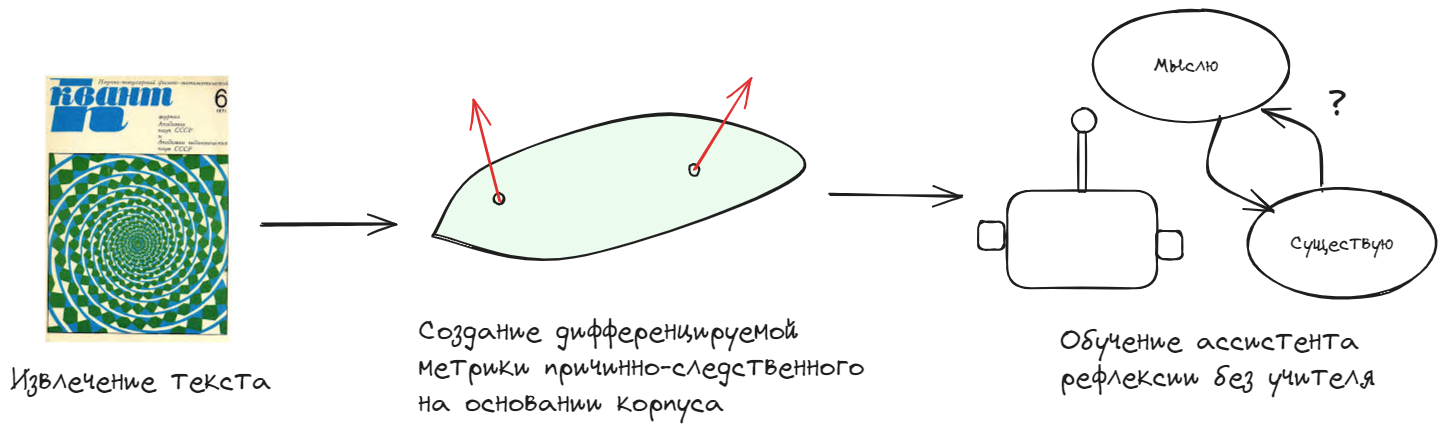 Научно-популярный физико-математический
квант
6
1971
журнал
Академии
наук СССР
и
Академии педагогических
наук СССР
Извлечение текста
Создание дифференцируемой
метрики причинно-следственного
на основании корпуса
Мыслю
?
Существую
Обучение ассистента
рефлексии без учителя